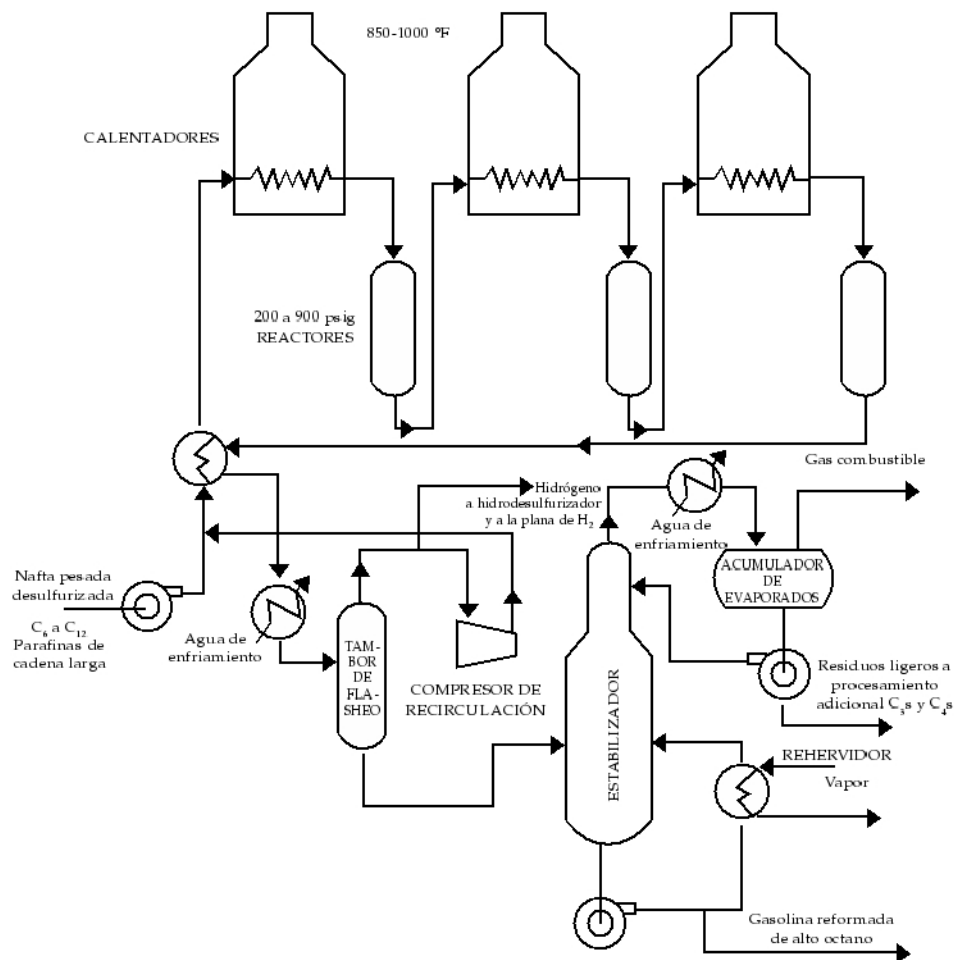 850-1000 °F
CALENTADORES
200 a 900 psig
REACTORES
Gas combustible
Hidrógeno
a hidrodesulfurizador
y a la plana de H₂
Agua de
enfriamiento
ACUMULADOR
DE
EVAPORADOS
Nafta pesada
desulfurizada
C₆ a C₁₂
Parafinas de
cadena larga
Agua de
enfriamiento
TAM-
BOR
DE
FLA-
SHEO
COMPRESOR DE
RECIRCULACIÓN
ESTABILIZADOR
Residuos ligeros a
procesamiento
adicional C₃s y C₄s
REHERVIDOR
Vapor
Gasolina reformada
de alto octano